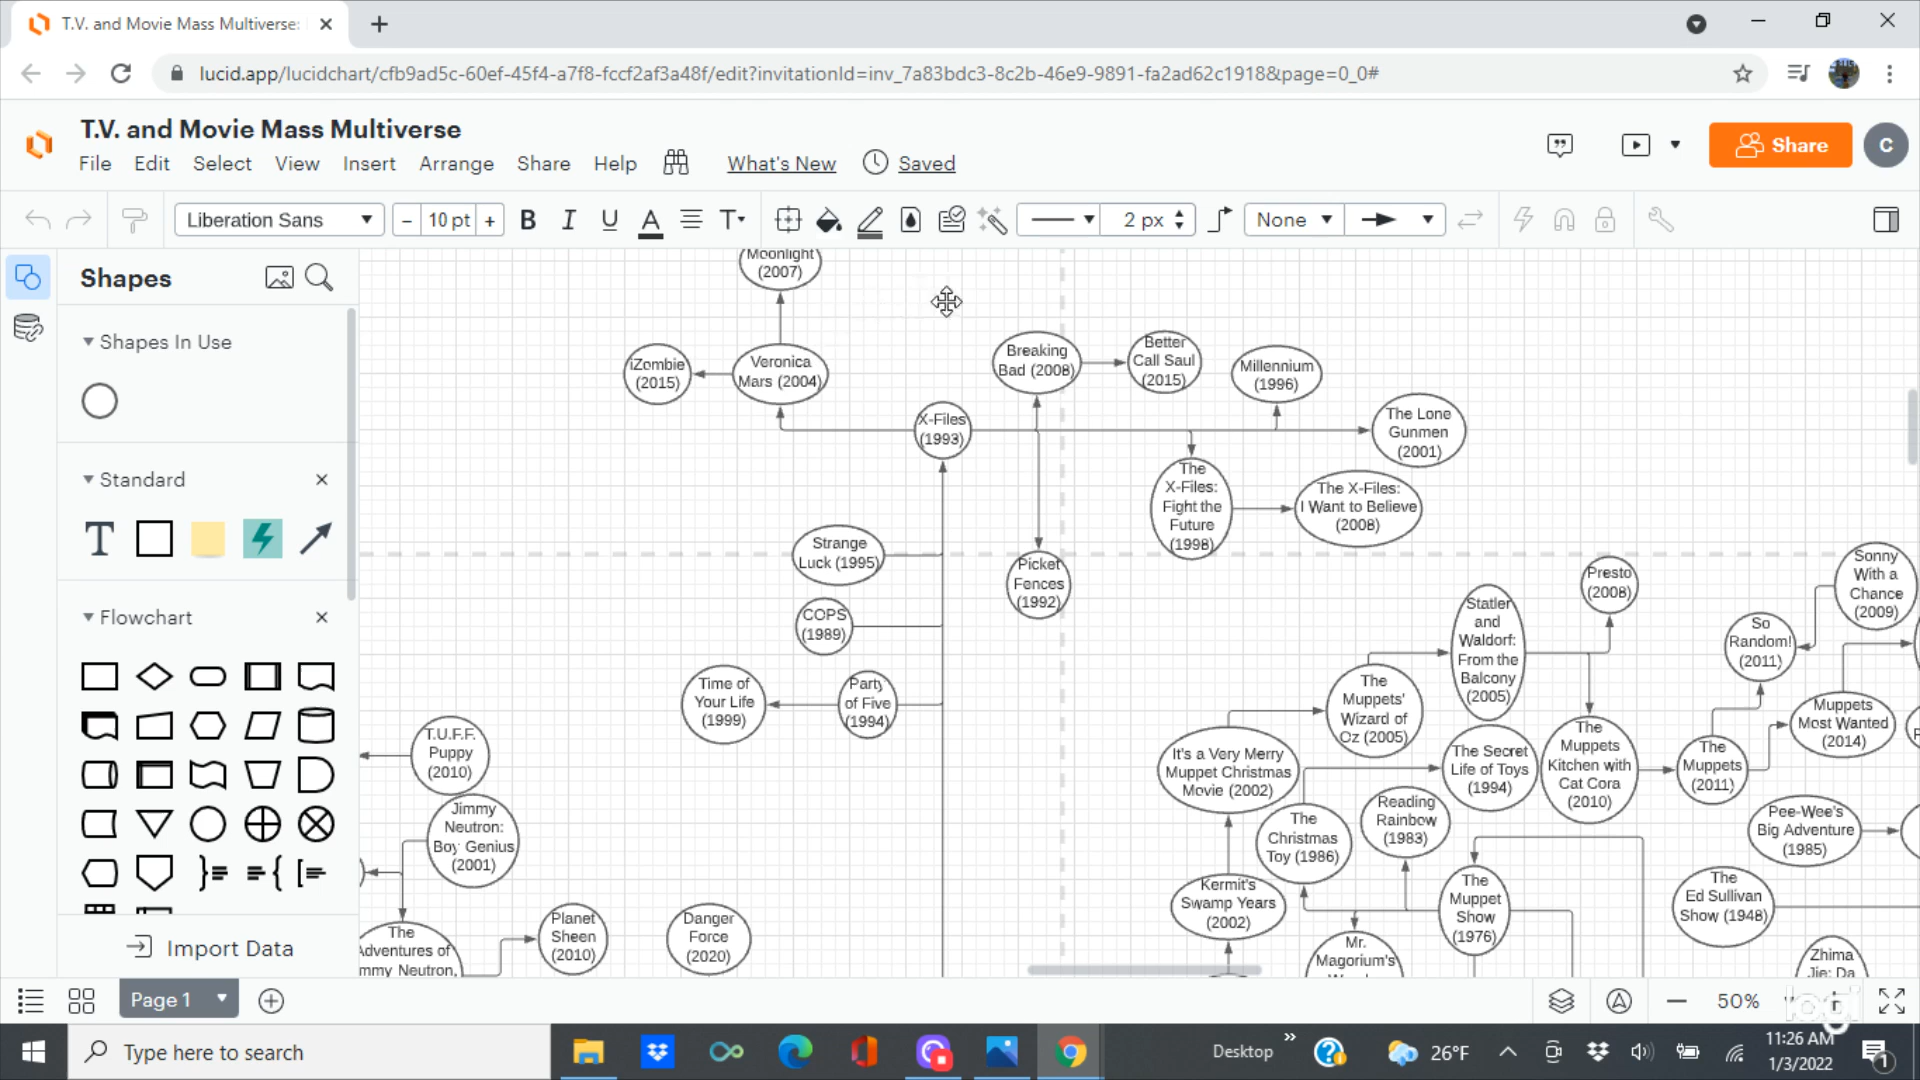 T.V. and Movie Mass Multiverse:
lucid.app/lucidchart/cfb9ad5c-60ef-45f4-a7f8-fccf2af3a48f/edit?invitationId=inv_7a83bdc3-8c2b-46e9-9891-fa2ad62c1918&page=0_0#
T.V. and Movie Mass Multiverse
File Edit Select View Insert Arrange Share Help What's New Saved
Share
C
Liberation Sans
- 10 pt +
B I U A T
2 px
None
Shapes
Shapes In Use
Standard
T
Flowchart
Import Data
Moonlight
(2007)
iZombie
(2015)
Veronica
Mars (2004)
Breaking
Bad (2008)
Better
Call Saul
(2015)
Millennium
(1996)
X-Files
(1993)
The Lone
Gunmen
(2001)
The
X-Files:
Fight the
Future
(1998)
The X-Files:
I Want to Believe
(2008)
Strange
Luck (1995)
Picket
Fences
(1992)
COPS
(1989)
Time of
Your Life
(1999)
Party
of Five
(1994)
Presto
(2008)
Sonny
With a
Chance
(2009)
Statler
and
Waldorf:
From the
Balcony
(2005)
So
Random!
(2011)
The
Muppets'
Wizard of
Oz (2005)
Muppets
Most Wanted
(2014)
T.U.F.F.
Puppy
(2010)
It's a Very Merry
Muppet Christmas
Movie (2002)
The Secret
Life of Toys
(1994)
The
Muppets
Kitchen with
Cat Cora
(2010)
The
Muppets
(2011)
Jimmy
Neutron:
Boy Genius
(2001)
The
Christmas
Toy (1986)
Reading
Rainbow
(1983)
Pee-Wee's
Big Adventure
(1985)
Kermit's
Swamp Years
(2002)
The
Muppet
Show
(1976)
The
Ed Sullivan
Show (1948)
The
Adventures of
Planet
Sheen
(2010)
Danger
Force
(2020)
Mr.
Magorium's
Zhima
Jie: Da
Page 1
50%
Type here to search
Desktop
26°F
11:26 AM
1/3/2022
1